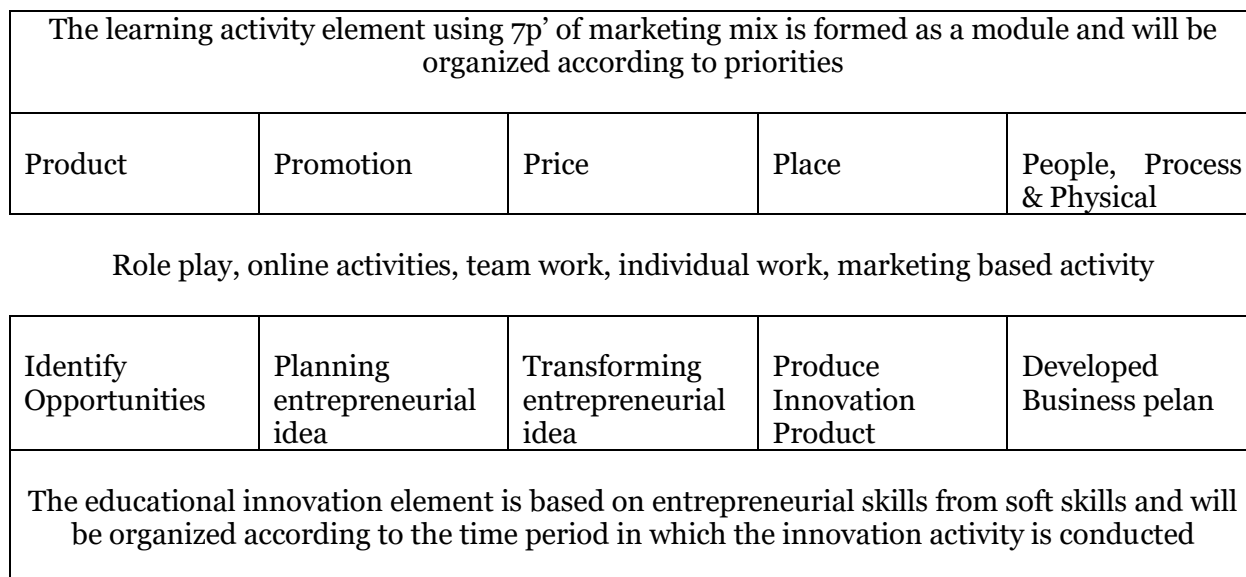 The learning activity element using 7p' of marketing mix is formed as a module and will be
organized according to priorities
Product
Promotion
Price
Place
People, Process
& Physical
Role play, online activities, team work, individual work, marketing based activity
Identify
Opportunities
Planning
entrepreneurial
idea
Transforming
entrepreneurial
idea
Produce
Innovation
Product
Developed
Business pelan
The educational innovation element is based on entrepreneurial skills from soft skills and will
be organized according to the time period in which the innovation activity is conducted